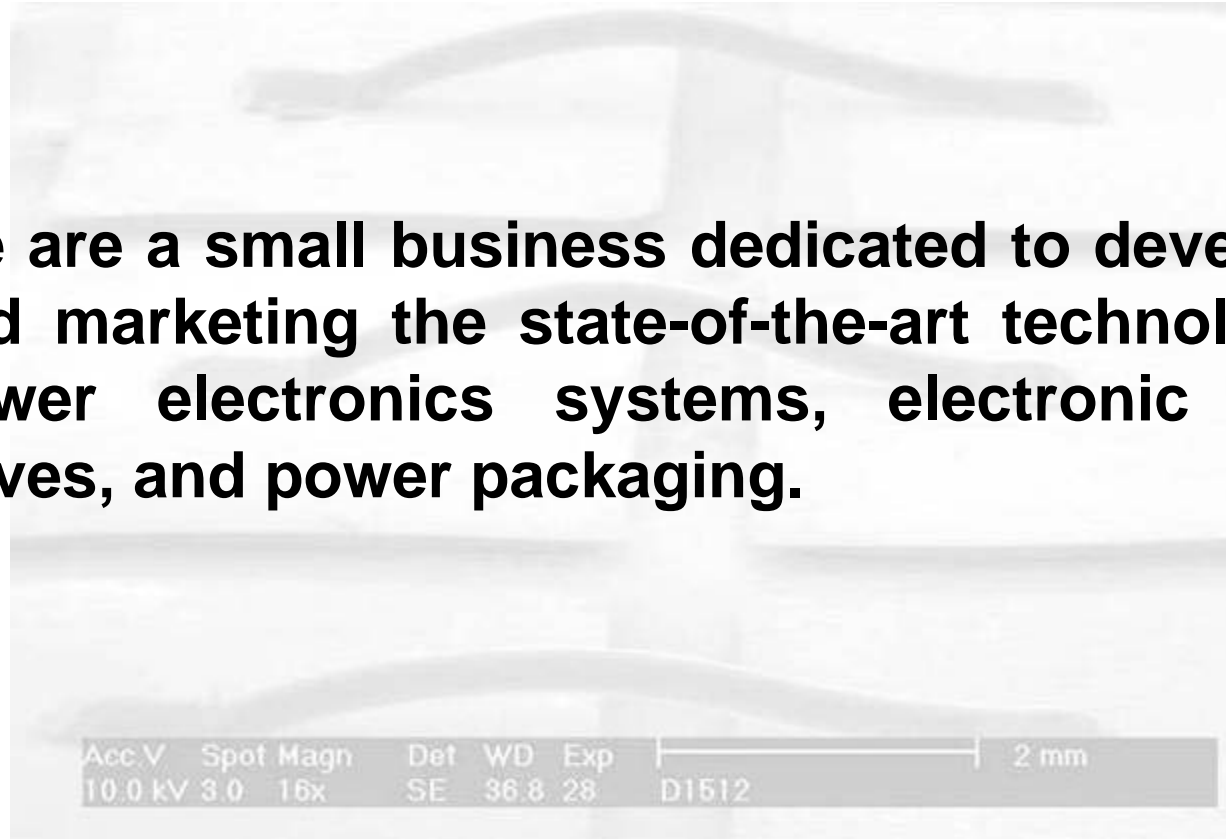 e are a small business dedicated to deve
d marketing the state-of-the-art technol
wer electronics systems, electronic
ves, and power packaging.
Acc.V Spot Magn Det WD Exp 2 mm
10.0 kV 3.0 16x SE 36.8 28 D1512